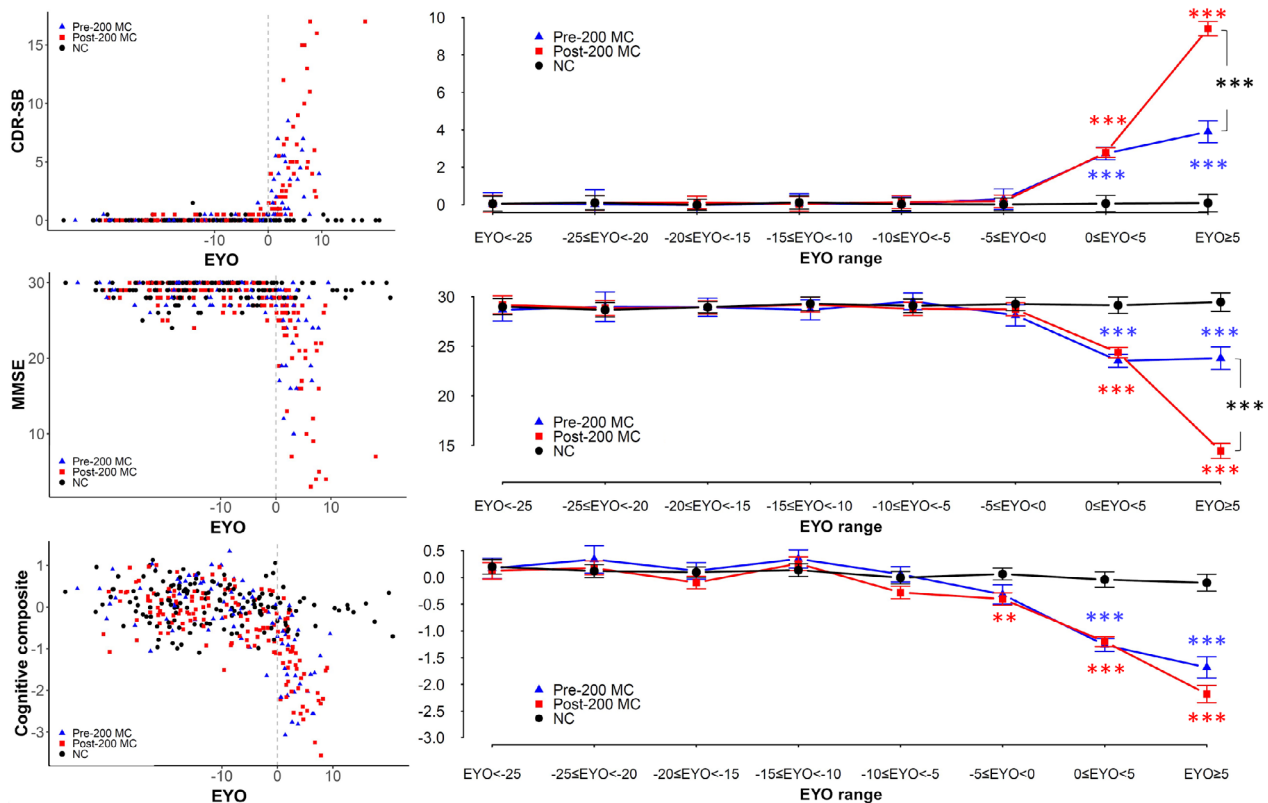 Pre-200 MC
Post-200 MC
NC
15
10
5
0
-10
0
10
CDR-SB
EYO
10
8
6
4
2
0
Pre-200 MC
Post-200 MC
NC
***
***
***
***
***
EYO<-25
-25≤EYO<-20
-20≤EYO<-15
-15≤EYO<-10
-10≤EYO<-5
-5≤EYO<0
0≤EYO<5
EYO≥5
EYO range
30
20
10
MMSE
Pre-200 MC
Post-200 MC
NC
-10
0
10
EYO
30
25
20
15
***
***
***
***
***
Pre-200 MC
Post-200 MC
NC
EYO<-25
-25≤EYO<-20
-20≤EYO<-15
-15≤EYO<-10
-10≤EYO<-5
-5≤EYO<0
0≤EYO<5
EYO≥5
EYO range
1
0
-1
-2
-3
Cognitive composite
Pre-200 MC
Post-200 MC
NC
-10
0
10
EYO
0.5
0.0
-0.5
-1.0
-1.5
-2.0
-2.5
-3.0
**
***
***
***
***
Pre-200 MC
Post-200 MC
NC
EYO<-25
-25≤EYO<-20
-20≤EYO<-15
-15≤EYO<-10
-10≤EYO<-5
-5≤EYO<0
0≤EYO<5
EYO≥5
EYO range